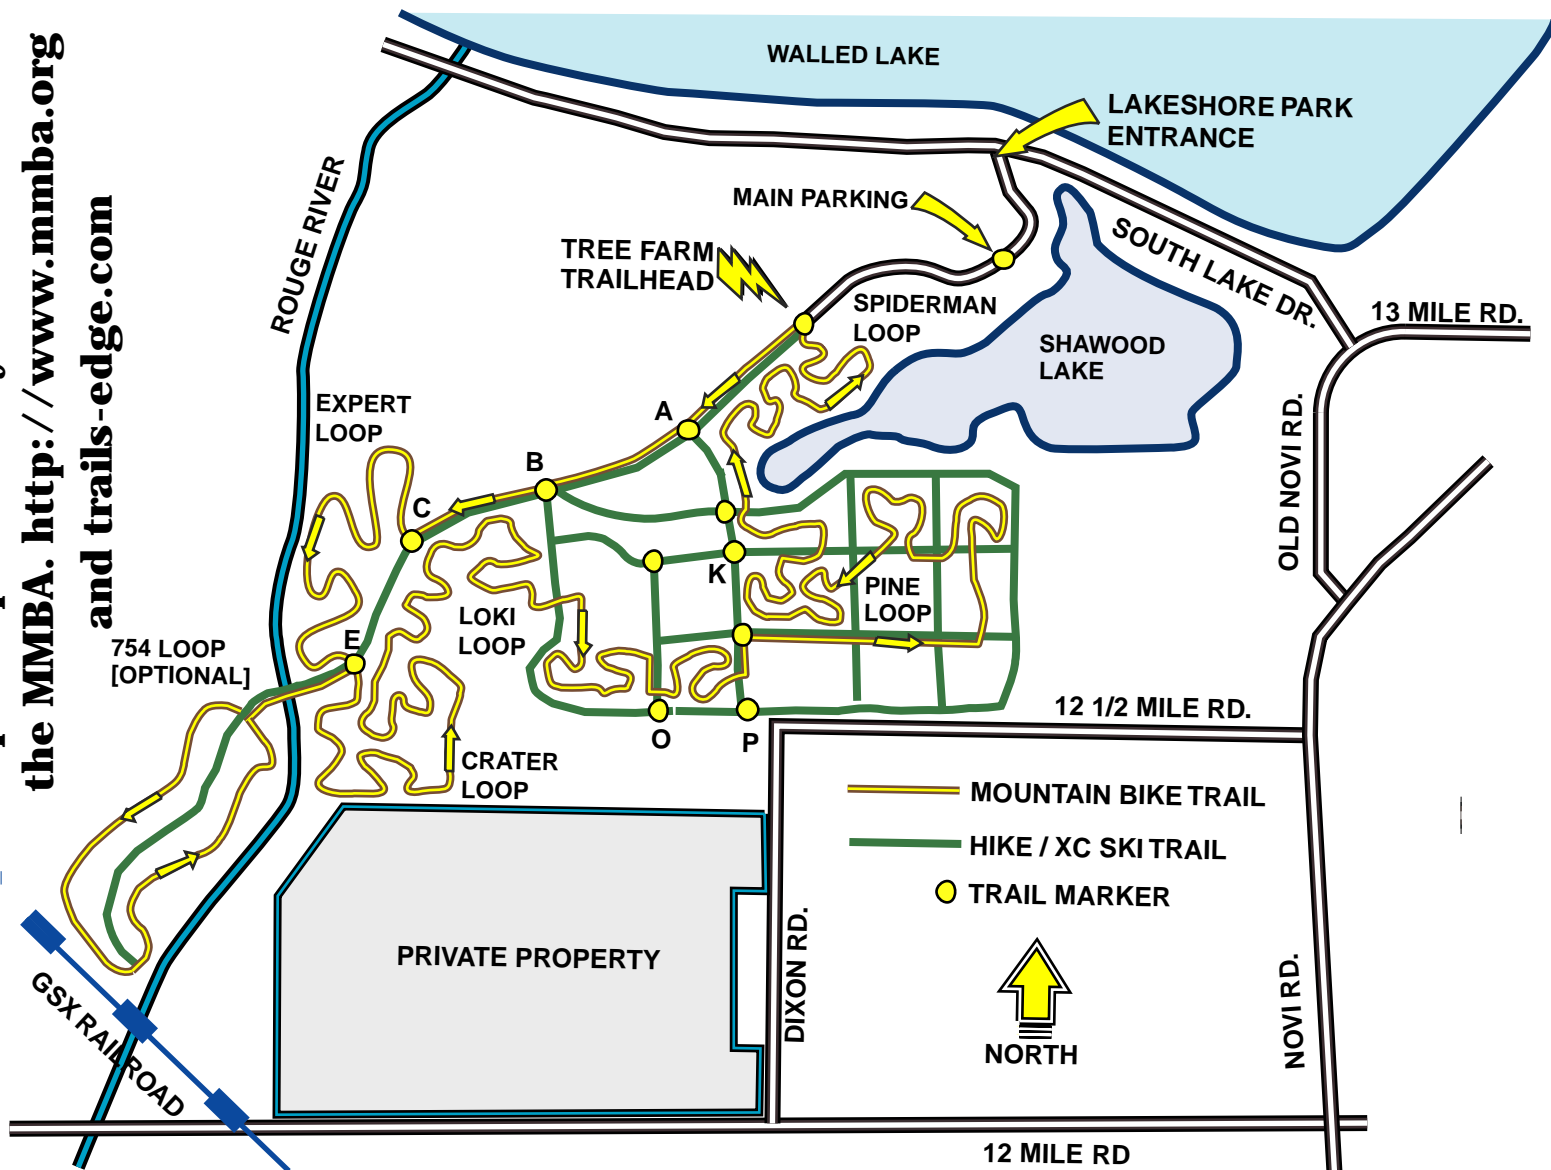 the MMBA. http://www.mmba.org
and trails-edge.com
WALLED LAKE
LAKESHORE PARK
ENTRANCE
MAIN PARKING
TREE FARM
TRAILHEAD
ROUGE RIVER
SOUTH LAKE DR.
13 MILE RD.
SPIDERMAN
LOOP
SHAWOOD
LAKE
OLD NOVI RD.
EXPERT
LOOP
A
B
C
K
E
PINE
LOOP
LOKI
LOOP
754 LOOP
[OPTIONAL]
O
P
12 1/2 MILE RD.
CRATER
LOOP
MOUNTAIN BIKE TRAIL
HIKE / XC SKI TRAIL
TRAIL MARKER
PRIVATE PROPERTY
DIXON RD.
NORTH
NOVI RD.
GSX RAILROAD
12 MILE RD